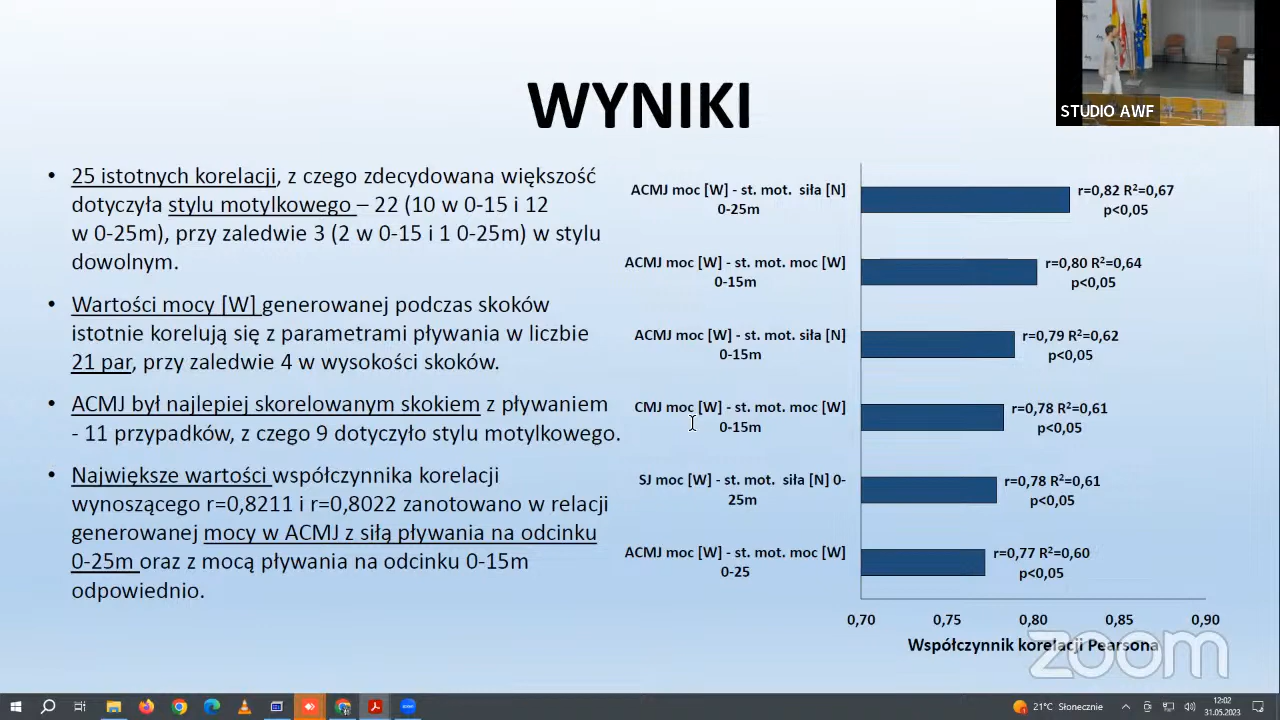 STUDIO AWF
WYNIKI
• 25 istotnych korelacji, z czego zdecydowana większość
dotyczyła stylu motylkowego – 22 (10 w 0-15 i 12
w 0-25m), przy zaledwie 3 (2 w 0-15 i 1 0-25m) w stylu
dowolnym.
• Wartości mocy [W] generowanej podczas skoków
istotnie korelują się z parametrami pływania w liczbie
21 par, przy zaledwie 4 w wysokości skoków.
• ACMJ był najlepiej skorelowanym skokiem z pływaniem
- 11 przypadków, z czego 9 dotyczyło stylu motylkowego.
• Największe wartości współczynnika korelacji
wynoszącego r=0,8211 i r=0,8022 zanotowano w relacji
generowanej mocy w ACMJ z siłą pływania na odcinku
0-25m oraz z mocą pływania na odcinku 0-15m
odpowiednio.
ACMJ moc [W] - st. mot. siła [N]
0-25m
r=0,82 R²=0,67
p<0,05
ACMJ moc [W] - st. mot. moc [W]
0-15m
r=0,80 R²=0,64
p<0,05
ACMJ moc [W] - st. mot. siła [N]
0-15m
r=0,79 R²=0,62
p<0,05
CMJ moc [W] - st. mot. moc [W]
0-15m
r=0,78 R²=0,61
p<0,05
SJ moc [W] - st. mot. siła [N] 0-
25m
r=0,78 R²=0,61
p<0,05
ACMJ moc [W] - st. mot. moc [W]
0-25
r=0,77 R²=0,60
p<0,05
0,70 0,75 0,80 0,85 0,90
Współczynnik korelacji Pearsona
zoom
21°C Słonecznie
12:02
31.05.2023